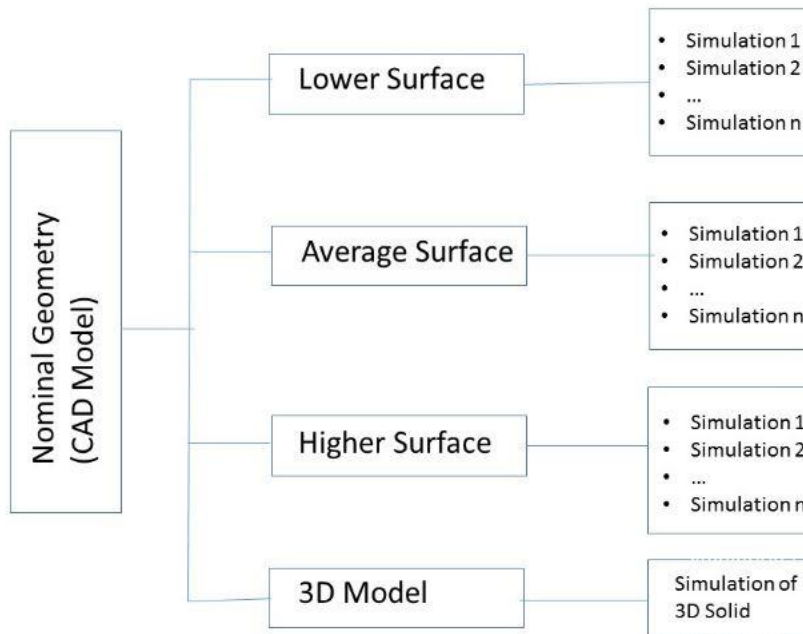 Nominal Geometry
(CAD Model)
Lower Surface
• Simulation 1
• Simulation 2
• ...
• Simulation n
Average Surface
• Simulation 1
• Simulation 2
• ...
• Simulation n
Higher Surface
• Simulation 1
• Simulation 2
• ...
• Simulation n
3D Model
Simulation of
3D Solid